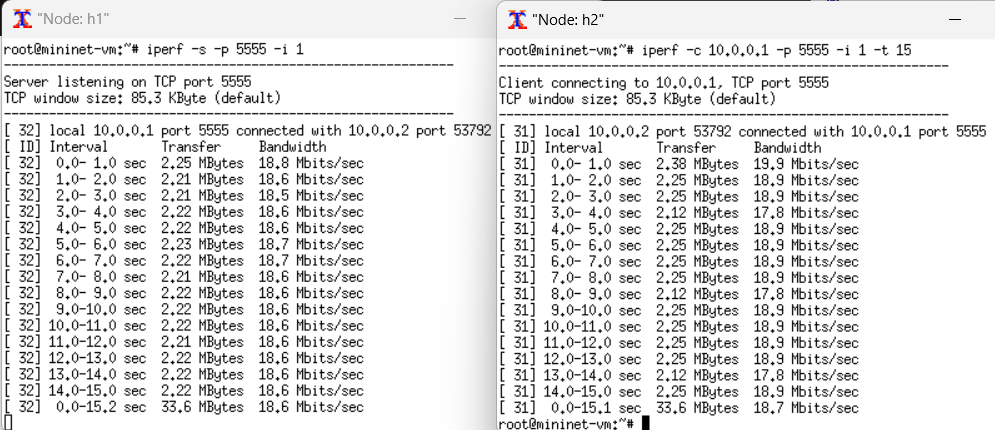 "Node: h1"
root@mininet-vm:~# iperf -s -p 5555 -i 1
------------------------------------------------------------
Server listening on TCP port 5555
TCP window size: 85.3 KByte (default)
------------------------------------------------------------
[ 32] local 10.0.0.1 port 5555 connected with 10.0.0.2 port 53792
[ ID] Interval       Transfer     Bandwidth
[ 32]  0.0- 1.0 sec  2.25 MBytes  18.8 Mbits/sec
[ 32]  1.0- 2.0 sec  2.21 MBytes  18.6 Mbits/sec
[ 32]  2.0- 3.0 sec  2.21 MBytes  18.5 Mbits/sec
[ 32]  3.0- 4.0 sec  2.22 MBytes  18.6 Mbits/sec
[ 32]  4.0- 5.0 sec  2.22 MBytes  18.6 Mbits/sec
[ 32]  5.0- 6.0 sec  2.23 MBytes  18.7 Mbits/sec
[ 32]  6.0- 7.0 sec  2.22 MBytes  18.7 Mbits/sec
[ 32]  7.0- 8.0 sec  2.21 MBytes  18.6 Mbits/sec
[ 32]  8.0- 9.0 sec  2.22 MBytes  18.6 Mbits/sec
[ 32]  9.0-10.0 sec  2.22 MBytes  18.6 Mbits/sec
[ 32] 10.0-11.0 sec  2.22 MBytes  18.6 Mbits/sec
[ 32] 11.0-12.0 sec  2.21 MBytes  18.6 Mbits/sec
[ 32] 12.0-13.0 sec  2.22 MBytes  18.6 Mbits/sec
[ 32] 13.0-14.0 sec  2.22 MBytes  18.6 Mbits/sec
[ 32] 14.0-15.0 sec  2.22 MBytes  18.6 Mbits/sec
[ 32]  0.0-15.2 sec  33.6 MBytes  18.6 Mbits/sec
"Node: h2"
root@mininet-vm:~# iperf -c 10.0.0.1 -p 5555 -i 1 -t 15
------------------------------------------------------------
Client connecting to 10.0.0.1, TCP port 5555
TCP window size: 85.3 KByte (default)
------------------------------------------------------------
[ 31] local 10.0.0.2 port 53792 connected with 10.0.0.1 port 5555
[ ID] Interval       Transfer     Bandwidth
[ 31]  0.0- 1.0 sec  2.38 MBytes  19.9 Mbits/sec
[ 31]  1.0- 2.0 sec  2.25 MBytes  18.9 Mbits/sec
[ 31]  2.0- 3.0 sec  2.25 MBytes  18.9 Mbits/sec
[ 31]  3.0- 4.0 sec  2.12 MBytes  17.8 Mbits/sec
[ 31]  4.0- 5.0 sec  2.25 MBytes  18.9 Mbits/sec
[ 31]  5.0- 6.0 sec  2.25 MBytes  18.9 Mbits/sec
[ 31]  6.0- 7.0 sec  2.25 MBytes  18.9 Mbits/sec
[ 31]  7.0- 8.0 sec  2.25 MBytes  18.9 Mbits/sec
[ 31]  8.0- 9.0 sec  2.12 MBytes  17.8 Mbits/sec
[ 31]  9.0-10.0 sec  2.25 MBytes  18.9 Mbits/sec
[ 31] 10.0-11.0 sec  2.25 MBytes  18.9 Mbits/sec
[ 31] 11.0-12.0 sec  2.25 MBytes  18.9 Mbits/sec
[ 31] 12.0-13.0 sec  2.25 MBytes  18.9 Mbits/sec
[ 31] 13.0-14.0 sec  2.12 MBytes  17.8 Mbits/sec
[ 31] 14.0-15.0 sec  2.25 MBytes  18.9 Mbits/sec
[ 31]  0.0-15.1 sec  33.6 MBytes  18.7 Mbits/sec
root@mininet-vm:~#